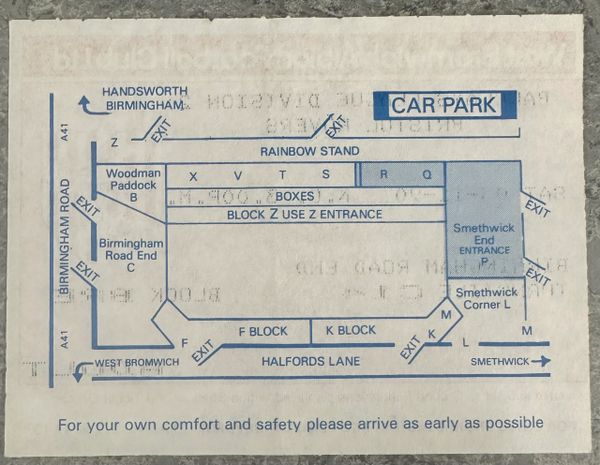 HANDSWORTH
BIRMINGHAM
CAR PARK
A41
Z
EXIT
EXIT
RAINBOW STAND
Woodman
Paddock
B
X V T S R Q
BOXES
BLOCK Z USE Z ENTRANCE
BIRMINGHAM ROAD
EXIT
EXIT
Birmingham
Road End
C
Smethwick
End
ENTRANCE
P
EXIT
EXIT
Smethwick
Corner L
M
F BLOCK
K BLOCK
A41
F
EXIT
EXIT
K
L
M
WEST BROMWICH
HALFORDS LANE
SMETHWICK
For your own comfort and safety please arrive as early as possible